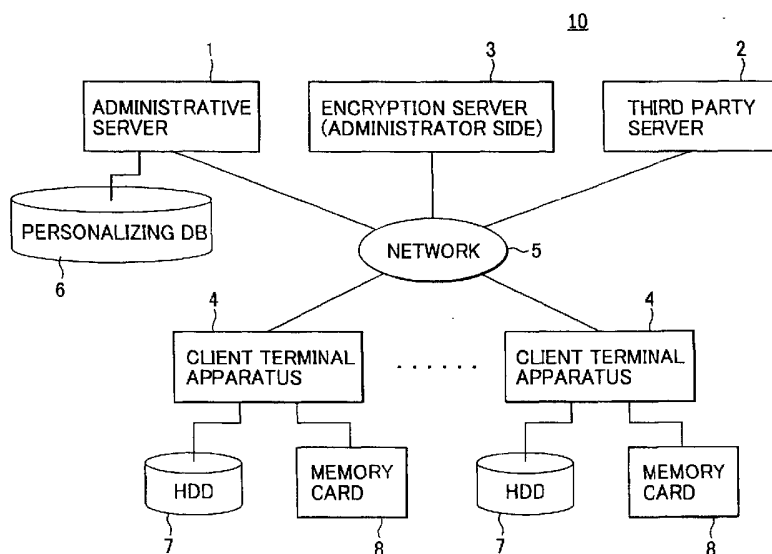 10
1
3
2
ADMINISTRATIVE
SERVER
ENCRYPTION SERVER
(ADMINISTRATOR SIDE)
THIRD PARTY
SERVER
PERSONALIZING DB
6
NETWORK
5
4
4
CLIENT TERMINAL
APPARATUS
......
CLIENT TERMINAL
APPARATUS
HDD
MEMORY
CARD
HDD
MEMORY
CARD
7
8
7
8